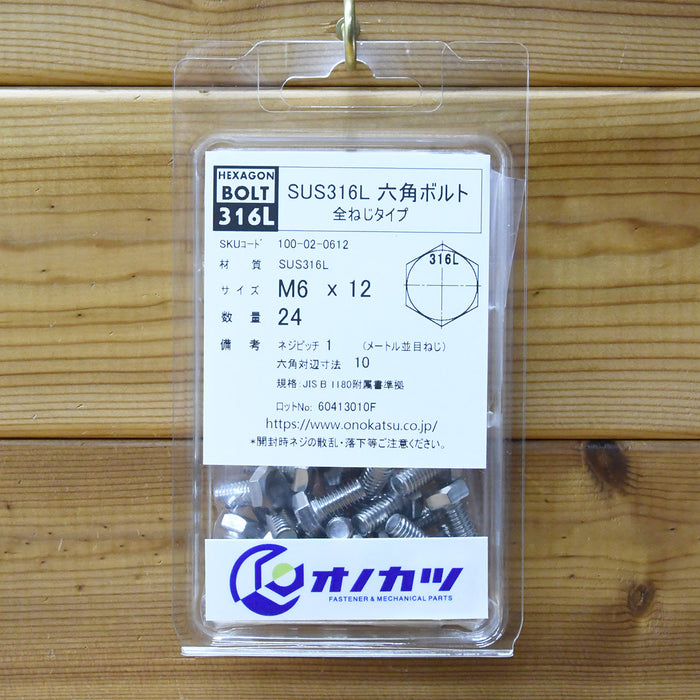 HEXAGON
BOLT
316L
SUS316L 六角ボルト
全ねじタイプ
SKUコード 100-02-0612
材 質 SUS316L
サイズ M6 x 12
数 量 24
備 考 ネジピッチ 1 (メートル並目ねじ)
六角対辺寸法 10
規格:JIS B 1180附属書準拠
ロットNo: 60413010F
https://www.onokatsu.co.jp/
*開封時ネジの散乱・落下等ご注意ください。
316L
オノカツ
FASTENER & MECHANICAL PARTS